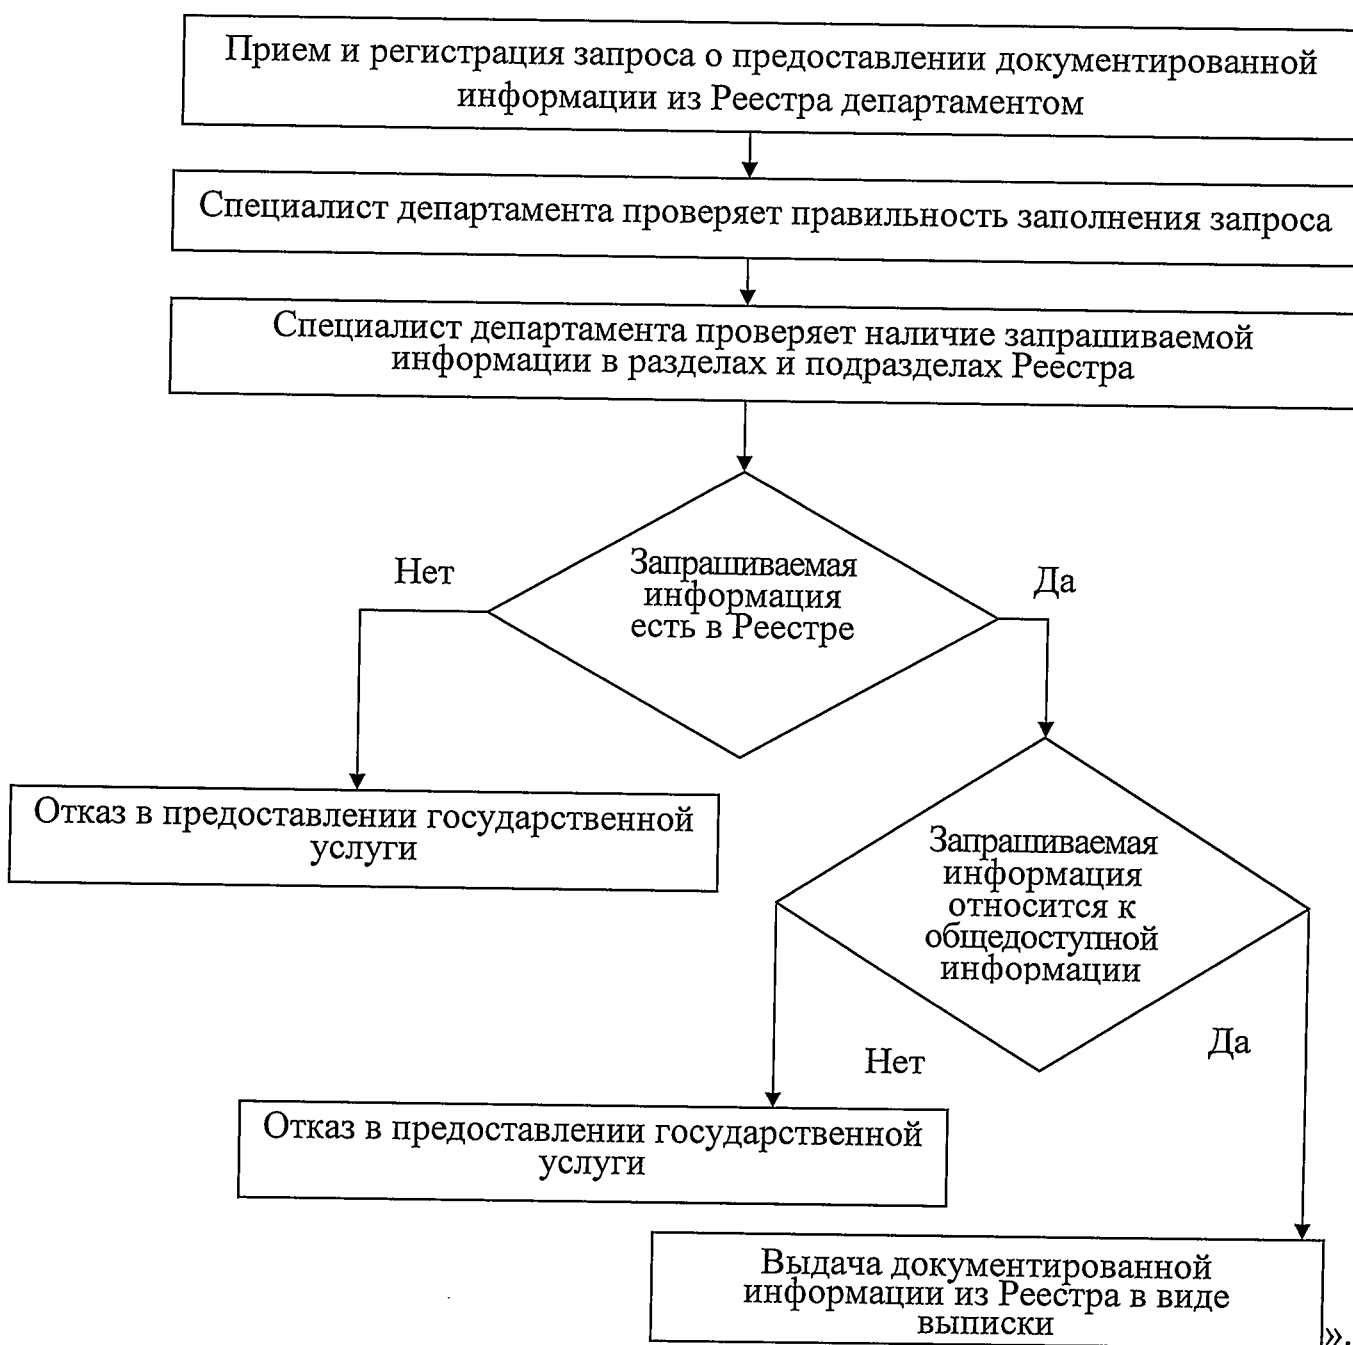 Прием и регистрация запроса о предоставлении документированной
информации из Реестра департаментом
Специалист департамента проверяет правильность заполнения запроса
Специалист департамента проверяет наличие запрашиваемой
информации в разделах и подразделах Реестра
Нет
Запрашиваемая
информация
есть в Реестре
Да
Отказ в предоставлении государственной
услуги
Запрашиваемая
информация
относится к
общедоступной
информации
Нет
Да
Отказ в предоставлении государственной
услуги
Выдача документированной
информации из Реестра в виде
выписки
».